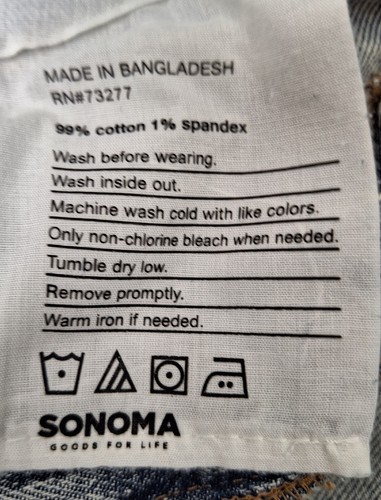 MADE IN BANGLADESH
RN#73277
99% cotton 1% spandex
Wash before wearing.
Wash inside out.
Machine wash cold with like colors.
Only non-chlorine bleach when needed.
Tumble dry low.
Remove promptly.
Warm iron if needed.
SONOMA
GOODS FOR LIFE